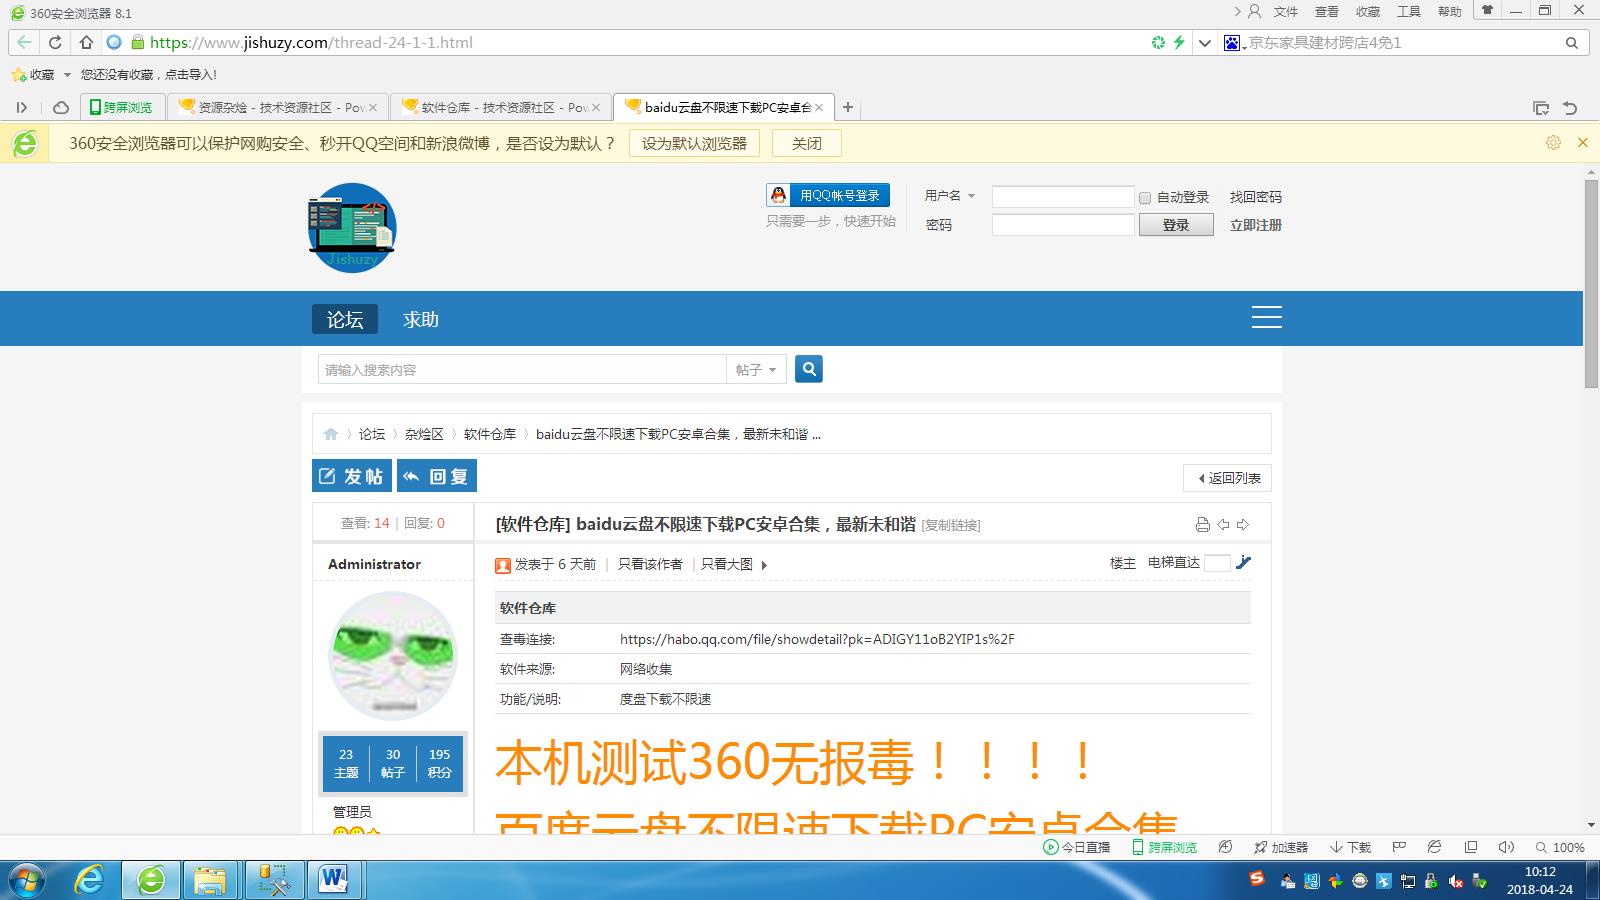 360安全浏览器 8.1
文件 查看 收藏 工具 帮助
https://www.jishuzy.com/thread-24-1-1.html
京东家具建材跨店4免1
收藏 您还没有收藏，点击导入!
跨屏浏览
资源杂烩 - 技术资源社区 - Pow
软件仓库 - 技术资源社区 - Pow
baidu云盘不限速下载PC安卓合
360安全浏览器可以保护网购安全、秒开QQ空间和新浪微博，是否设为默认？ 设为默认浏览器 关闭
Jishuzy
用QQ帐号登录
只需要一步，快速开始
用户名 自动登录 找回密码
密码 登录 立即注册
论坛 求助
请输入搜索内容 帖子
论坛 杂烩区 软件仓库 baidu云盘不限速下载PC安卓合集，最新未和谐 ...
发帖 回复 返回列表
查看: 14 | 回复: 0
[软件仓库] baidu云盘不限速下载PC安卓合集，最新未和谐 [复制链接]
Administrator
发表于 6 天前 | 只看该作者 | 只看大图
楼主 电梯直达
软件仓库
查毒连接: https://habo.qq.com/file/showdetail?pk=ADIGY11oB2YIP1s%2F
软件来源: 网络收集
功能/说明: 度盘下载不限速
23 30 195
主题 帖子 积分
管理员
本机测试360无报毒！！！！
百度云盘不限速下载PC安卓合集
今日直播 跨屏浏览 加速器 下载 100%
10:12
2018-04-24